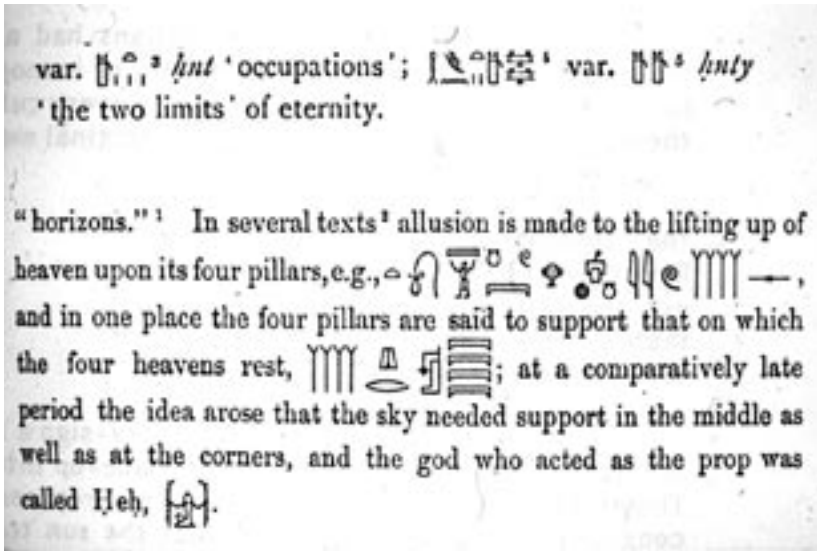 var. ³ ḥnt ‘occupations’; ⁴ var. ⁵ ḥnty
‘the two limits’ of eternity.
“horizons.” ¹ In several texts ² allusion is made to the lifting up of
heaven upon its four pillars, e.g., ,
and in one place the four pillars are said to support that on which
the four heavens rest, ; at a comparatively late
period the idea arose that the sky needed support in the middle as
well as at the corners, and the god who acted as the prop was
called Ḥeḥ, .